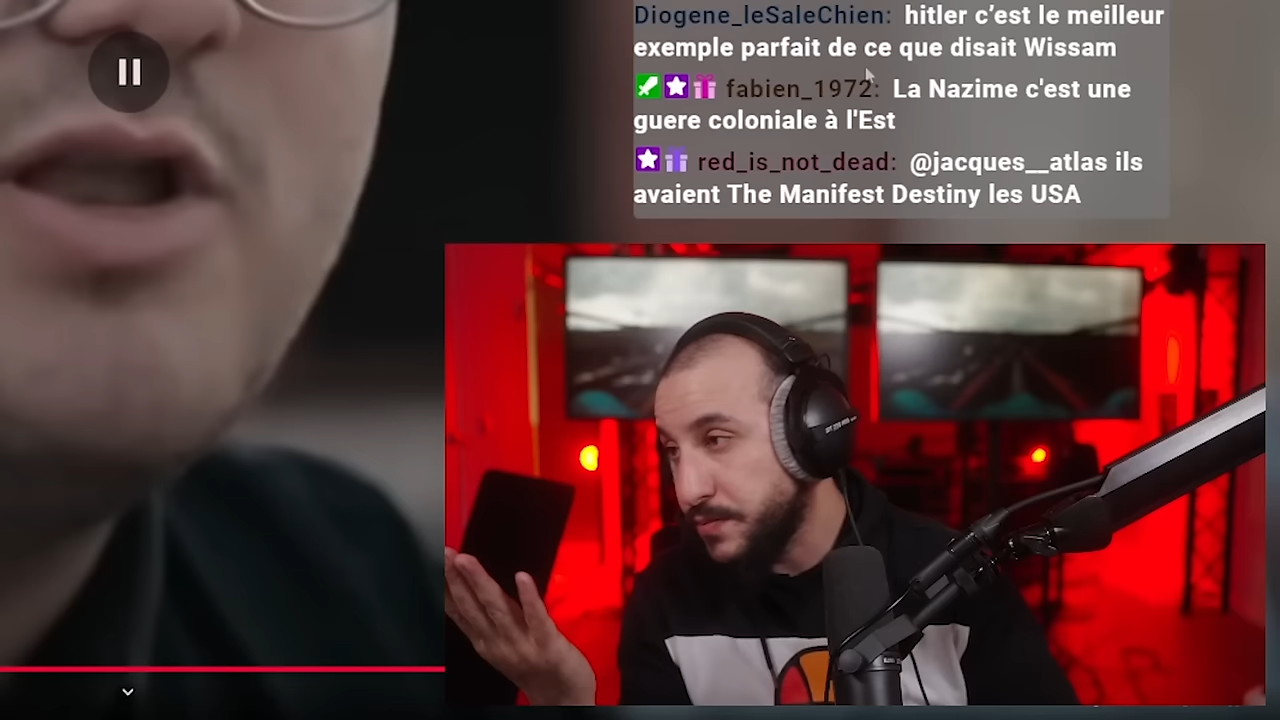 Diogene_leSaleChien: hitler c’est le meilleur
exemple parfait de ce que disait Wissam
fabien_1972: La Nazime c'est une
guere coloniale à l'Est
red_is_not_dead: @jacques__atlas ils
avaient The Manifest Destiny les USA